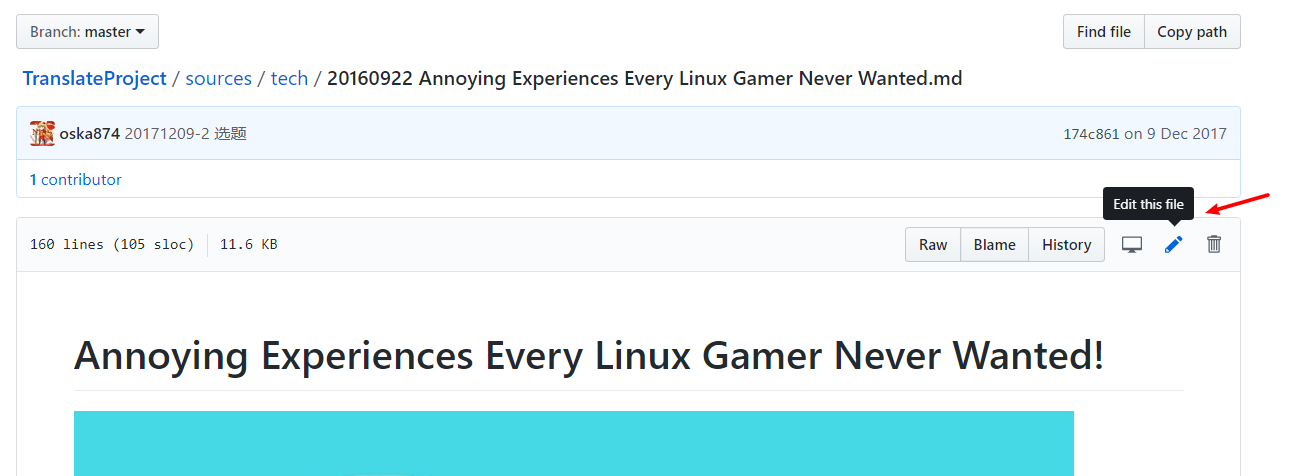 Branch: master
Find file
Copy path
TranslateProject / sources / tech / 20160922 Annoying Experiences Every Linux Gamer Never Wanted.md
oska874 20171209-2 选题
174c861 on 9 Dec 2017
1 contributor
Edit this file
160 lines (105 sloc)
11.6 KB
Raw
Blame
History
Annoying Experiences Every Linux Gamer Never Wanted!